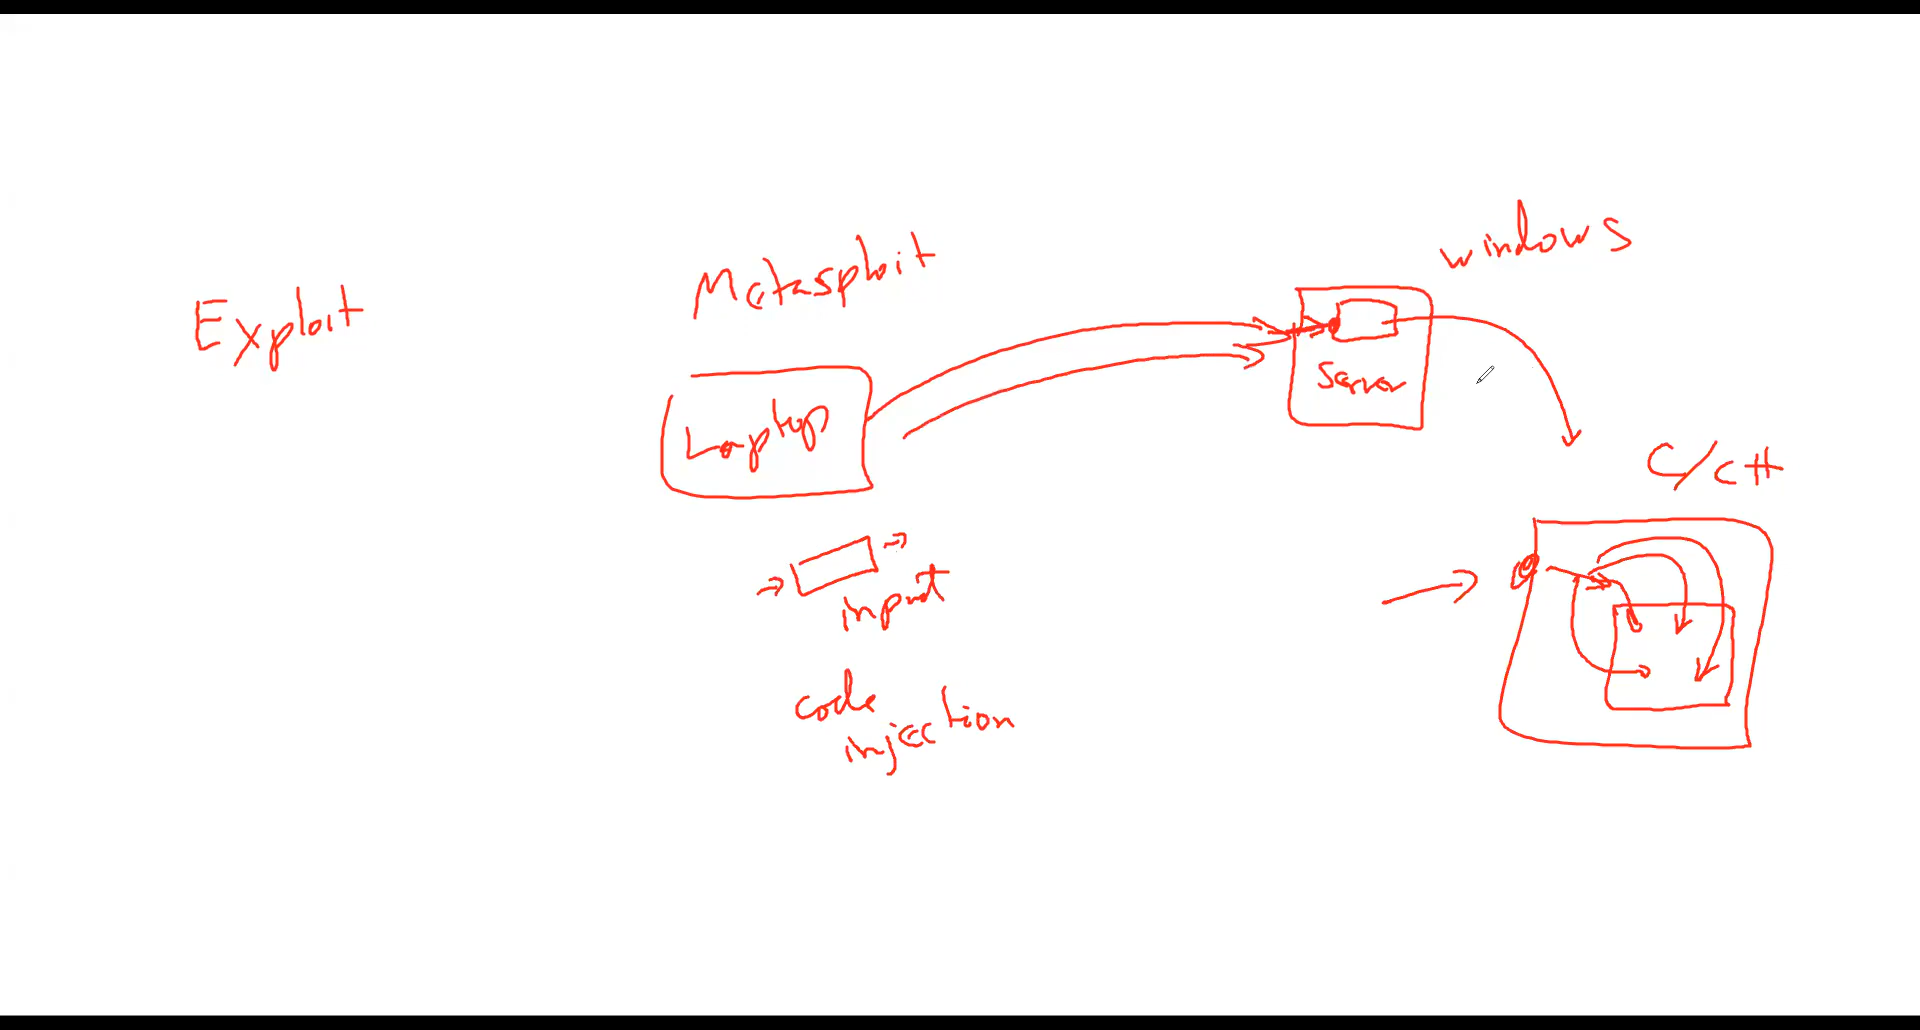 Exploit
Metasploit
windows
Laptop
Server
C/C++
input
code
injection